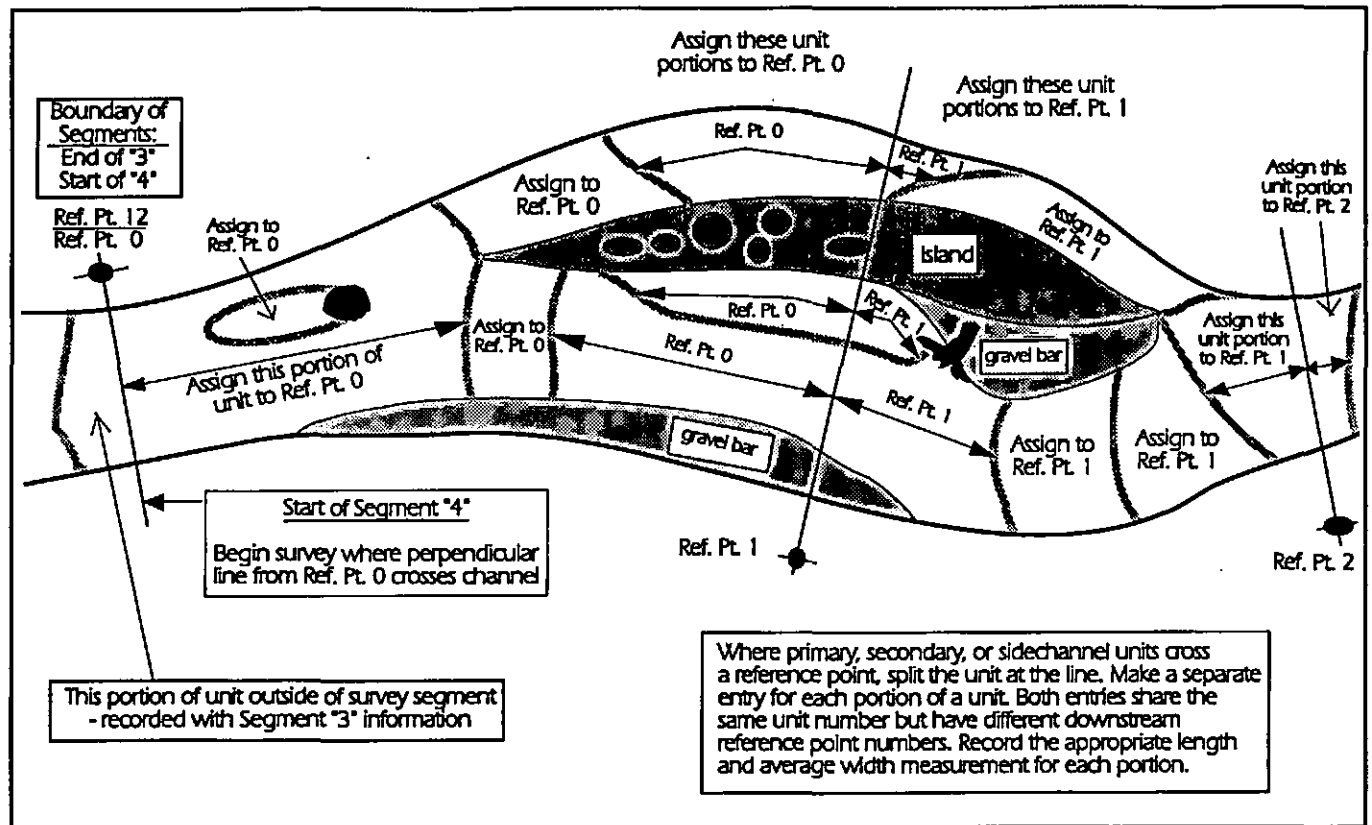 Assign these unit
portions to Ref. Pt. 0
Assign these unit
portions to Ref. Pt. 1
Boundary of
Segments:
End of "3"
Start of "4"
Ref. Pt. 12
Ref. Pt. 0
Assign to
Ref. Pt. 0
Assign to
Ref. Pt. 0
Ref. Pt. 0
Ref. Pt. 1
Assign this
unit portion
to Ref. Pt. 2
Assign to
Ref. Pt. 1
Island
Assign this portion of
unit to Ref. Pt. 0
Assign to
Ref. Pt. 0
Ref. Pt. 0
Ref. Pt. 1
gravel bar
Ref. Pt. 0
Ref. Pt. 1
Assign this
unit portion
to Ref. Pt. 1
gravel bar
Assign to
Ref. Pt. 1
Assign to
Ref. Pt. 1
Start of Segment "4"
Begin survey where perpendicular
line from Ref. Pt. 0 crosses channel
Ref. Pt. 1
Ref. Pt. 2
This portion of unit outside of survey segment
- recorded with Segment "3" information
Where primary, secondary, or sidechannel units cross
a reference point, split the unit at the line. Make a separate
entry for each portion of a unit. Both entries share the
same unit number but have different downstream
reference point numbers. Record the appropriate length
and average width measurement for each portion.